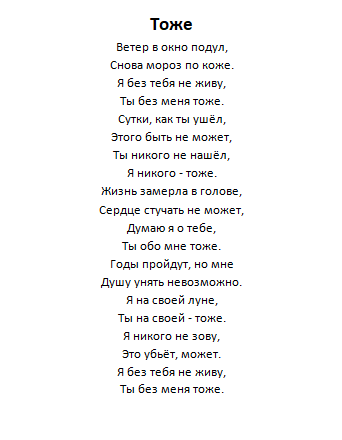 Тоже
Ветер в окно подул,
Снова мороз по коже.
Я без тебя не живу,
Ты без меня тоже.
Сутки, как ты ушёл,
Этого быть не может,
Ты никого не нашёл,
Я никого - тоже.
Жизнь замерла в голове,
Сердце стучать не может,
Думаю я о тебе,
Ты обо мне тоже.
Годы пройдут, но мне
Душу унять невозможно.
Я на своей луне,
Ты на своей - тоже.
Я никого не зову,
Это убьёт, может.
Я без тебя не живу,
Ты без меня тоже.